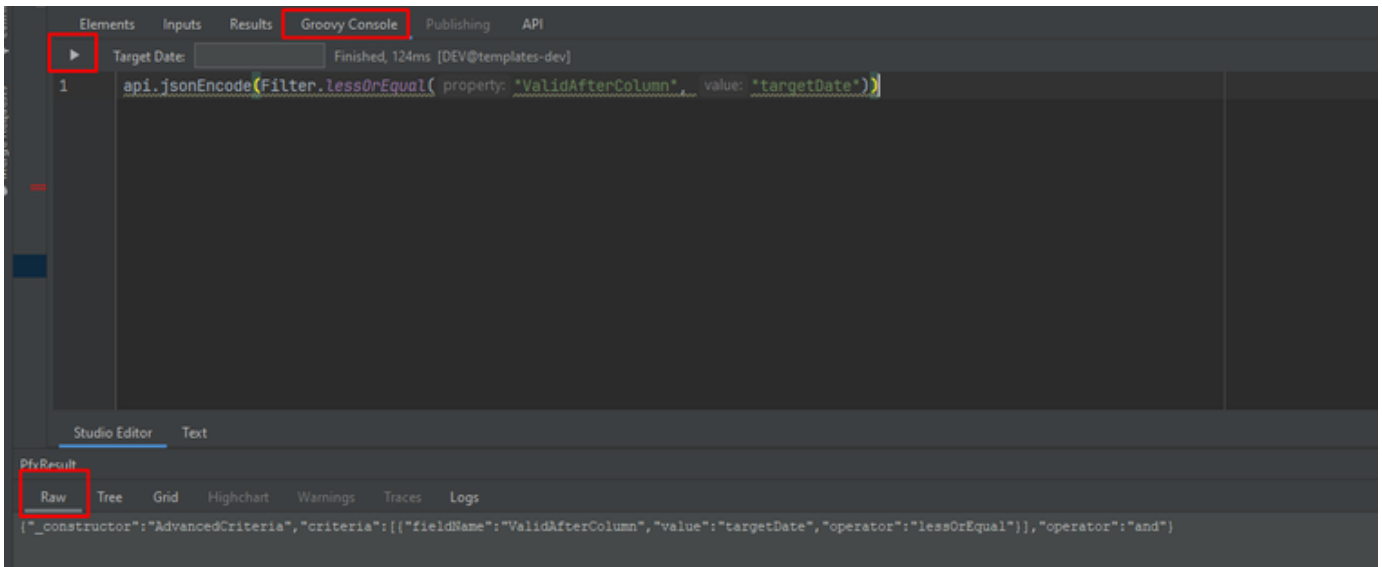 Elements Inputs Results Groovy Console Publishing API
Target Date: Finished, 124ms [DEV@templates-dev]
1 api.jsonEncode(Filter.lessOrEqual( property: "ValidAfterColumn", value: "targetDate"))
Studio Editor Text
PfxResult
Raw Tree Grid Highchart Warnings Traces Logs
{"_constructor":"AdvancedCriteria","criteria":[{"fieldName":"ValidAfterColumn","value":"targetDate","operator":"lessOrEqual"}],"operator":"and"}